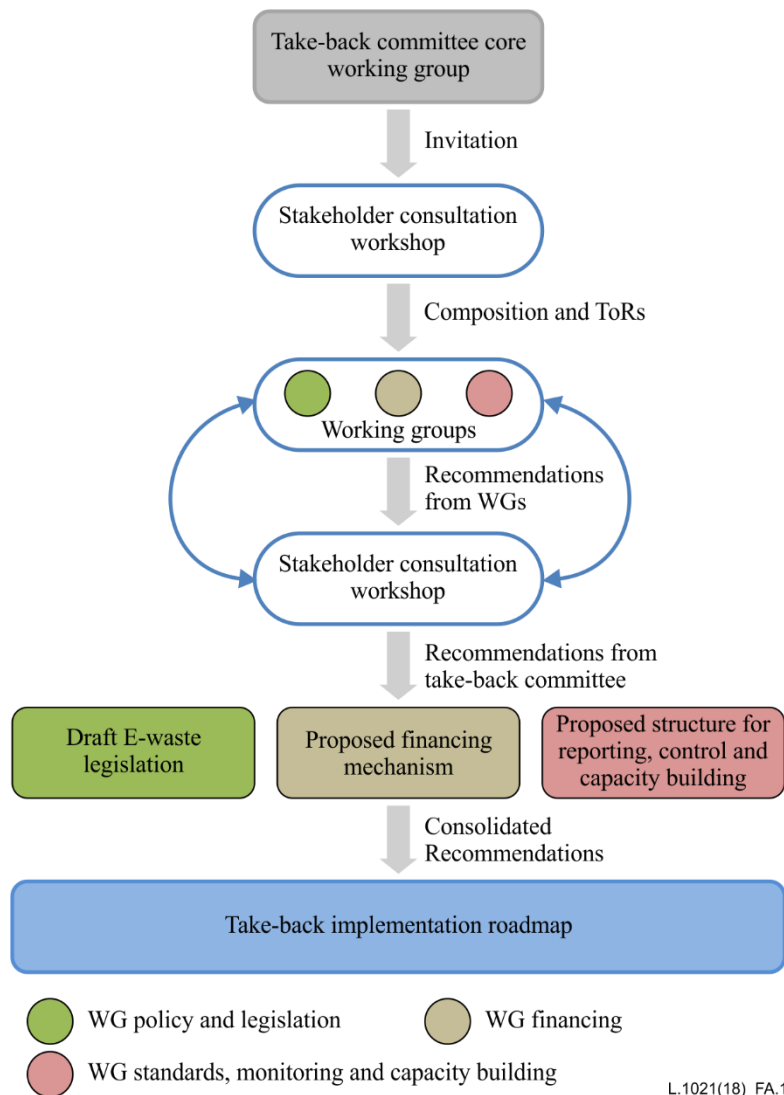 Take-back committee core
working group
Invitation
Stakeholder consultation
workshop
Composition and ToRs
Working groups
Recommendations
from WGs
Stakeholder consultation
workshop
Recommendations from
take-back committee
Draft E-waste
legislation
Proposed financing
mechanism
Proposed structure for
reporting, control and
capacity building
Consolidated
Recommendations
Take-back implementation roadmap
WG policy and legislation
WG financing
WG standards, monitoring and capacity building
L.1021(18)_FA.1